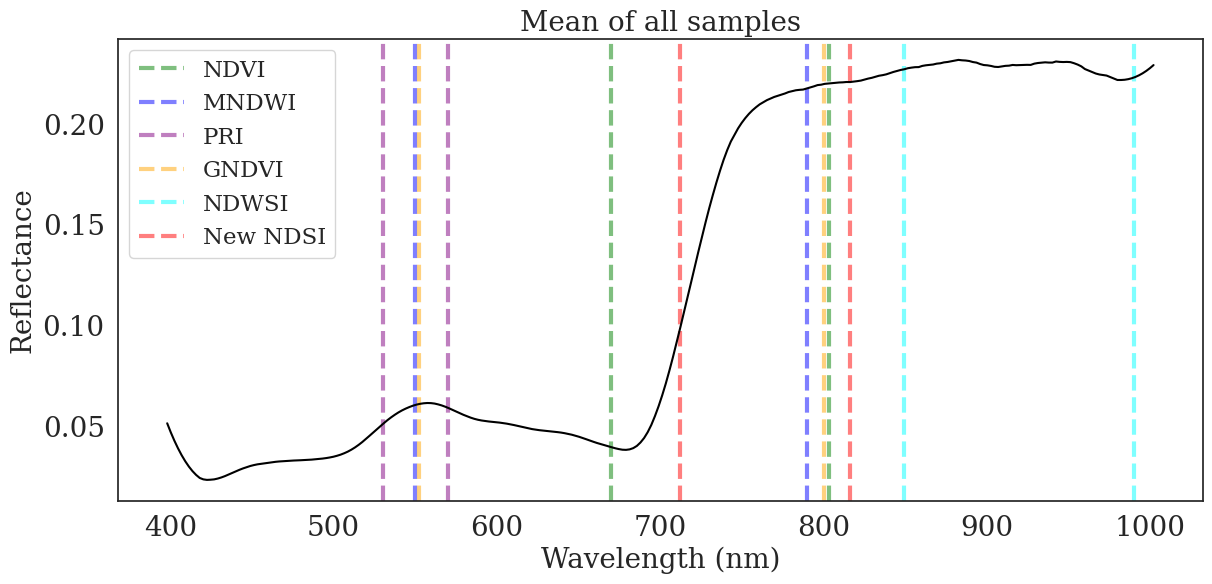 Mean of all samples
NDVI
MNDWI
PRI
GNDVI
NDWSI
New NDSI
Reflectance
0.20
0.15
0.10
0.05
400 500 600 700 800 900 1000
Wavelength (nm)